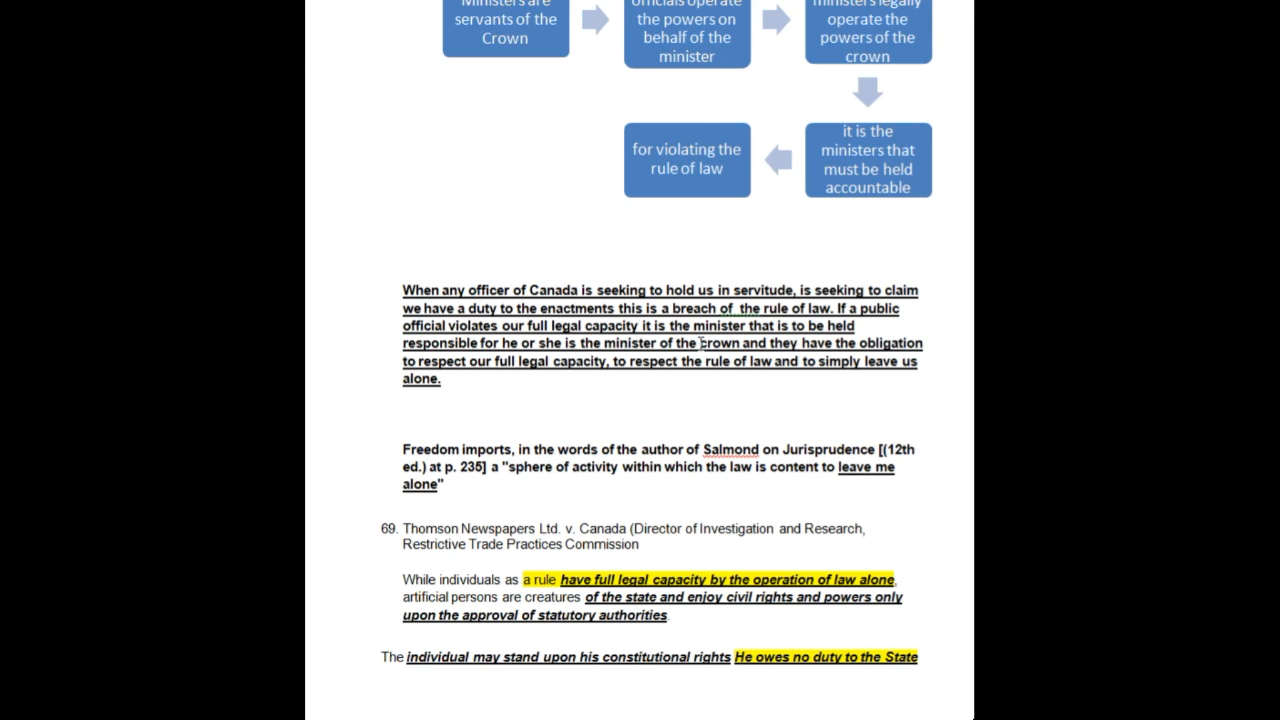 Ministers are
servants of the
Crown
officials operate
the powers on
behalf of the
minister
ministers legally
operate the
powers of the
crown
it is the
ministers that
must be held
accountable
for violating the
rule of law
When any officer of Canada is seeking to hold us in servitude, is seeking to claim
we have a duty to the enactments this is a breach of the rule of law. If a public
official violates our full legal capacity it is the minister that is to be held
responsible for he or she is the minister of the crown and they have the obligation
to respect our full legal capacity, to respect the rule of law and to simply leave us
alone.
Freedom imports, in the words of the author of Salmond on Jurisprudence [(12th
ed.) at p. 235] a "sphere of activity within which the law is content to leave me
alone"
69. Thomson Newspapers Ltd. v. Canada (Director of Investigation and Research,
Restrictive Trade Practices Commission
While individuals as a rule have full legal capacity by the operation of law alone,
artificial persons are creatures of the state and enjoy civil rights and powers only
upon the approval of statutory authorities.
The individual may stand upon his constitutional rights He owes no duty to the State